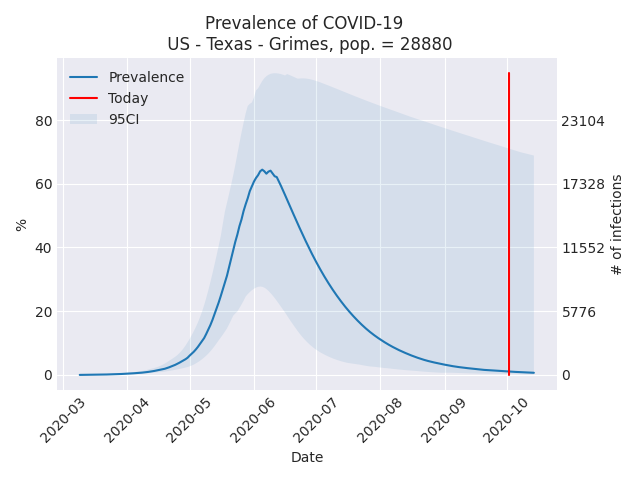 Prevalence of COVID-19
US - Texas - Grimes, pop. = 28880
Prevalence
Today
95CI
%
80
60
40
20
0
23104
17328
11552
5776
0
# of infections
2020-03
2020-04
2020-05
2020-06
2020-07
2020-08
2020-09
2020-10
Date